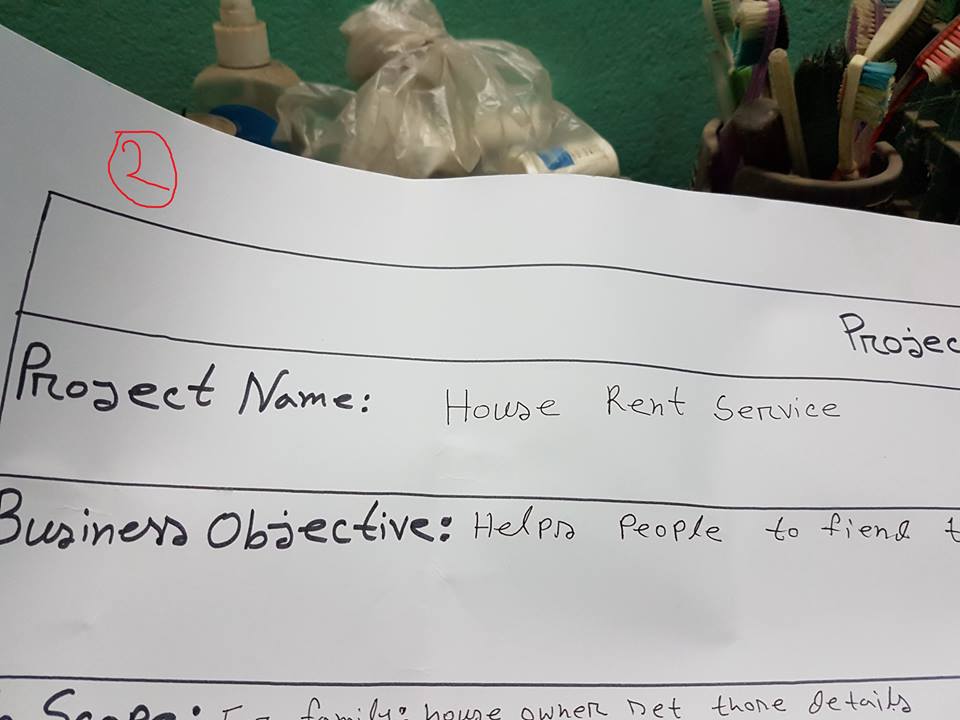 2
Projec
Project Name: House Rent Service
Business Objective: Helps People to fiend t
Scope: family: house owner set those details